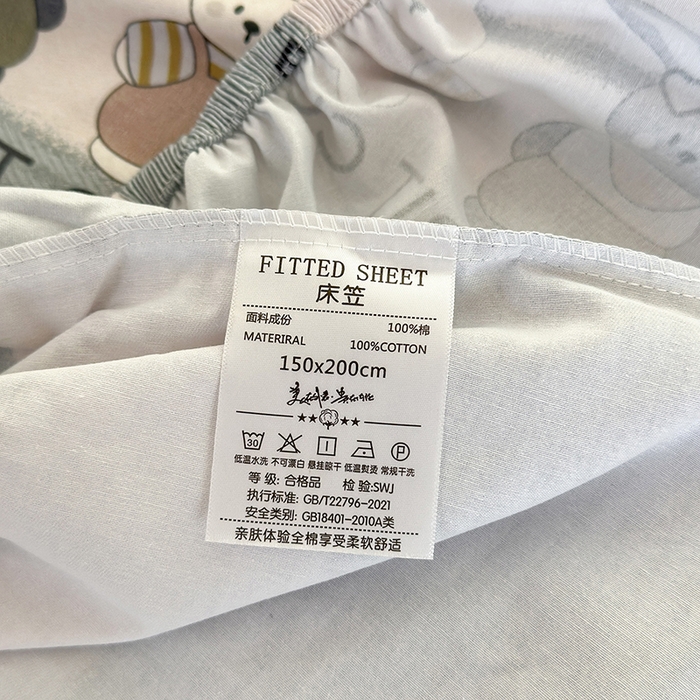 FITTED SHEET
床笠
面料成份 100%棉
MATERIRAL 100%COTTON
150x200cm
30
P
低温水洗 不可漂白 悬挂晾干 低温熨烫 常规干洗
等 级: 合格品 检 验:SWJ
执行标准: GB/T22796-2021
安全类别: GB18401-2010A类
亲肤体验全棉享受柔软舒适